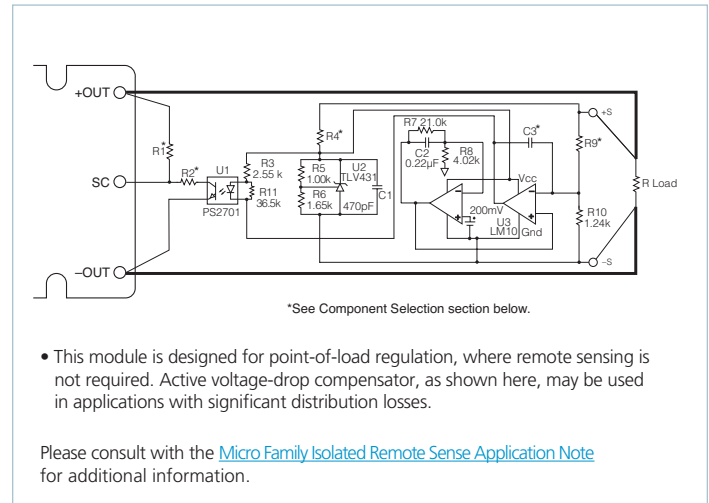 +OUT
SC
–OUT
R1*
R2*
U1
PS2701
R3
2.55 k
R11
36.5k
R4*
R5
1.00k
R6
1.65k
U2
TLV431
470pF
C1
R7 21.0k
C2
0.22µF
R8
4.02k
200mV
Vcc
U3
LM10
Gnd
C3*
+S
R9*
R10
1.24k
–S
R Load
*See Component Selection section below.
• This module is designed for point-of-load regulation, where remote sensing is
not required. Active voltage-drop compensator, as shown here, may be used
in applications with significant distribution losses.
Please consult with the Micro Family Isolated Remote Sense Application Note
for additional information.